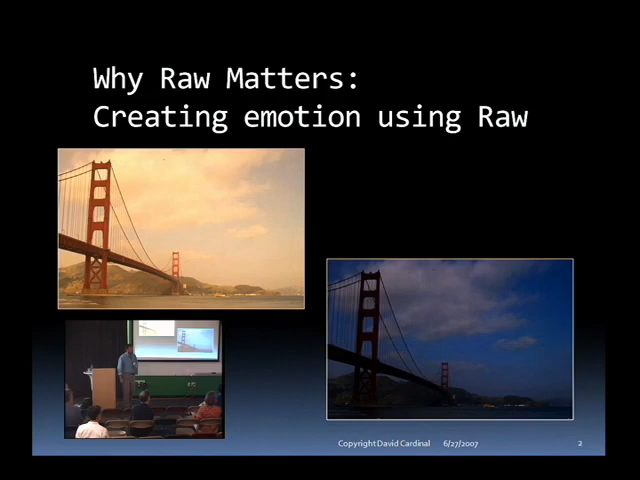 Why Raw Matters:
Creating emotion using Raw
Copyright David Cardinal 6/27/2007 2